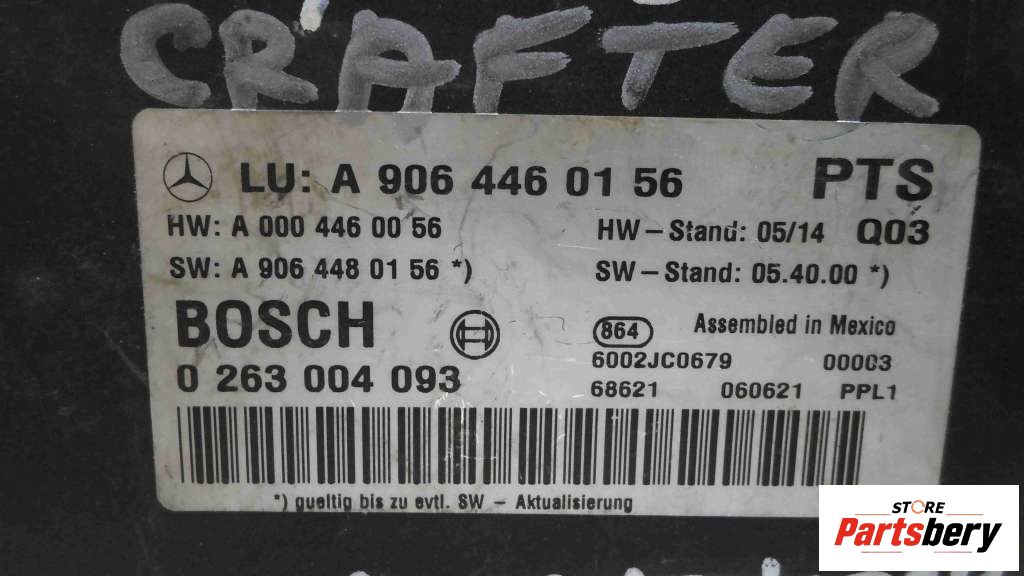 CRAFTER
LU: A 906 446 01 56 PTS
HW: A 000 446 00 56 HW-Stand: 05/14 Q03
SW: A 906 448 01 56 *) SW-Stand: 05.40.00 *)
BOSCH 864 Assembled in Mexico
6002JC0679 00003
0 263 004 093
68621 060621 PPL1
*) gueltig bis zu evtl. SW - Aktualisierung
STORE
Partsbery